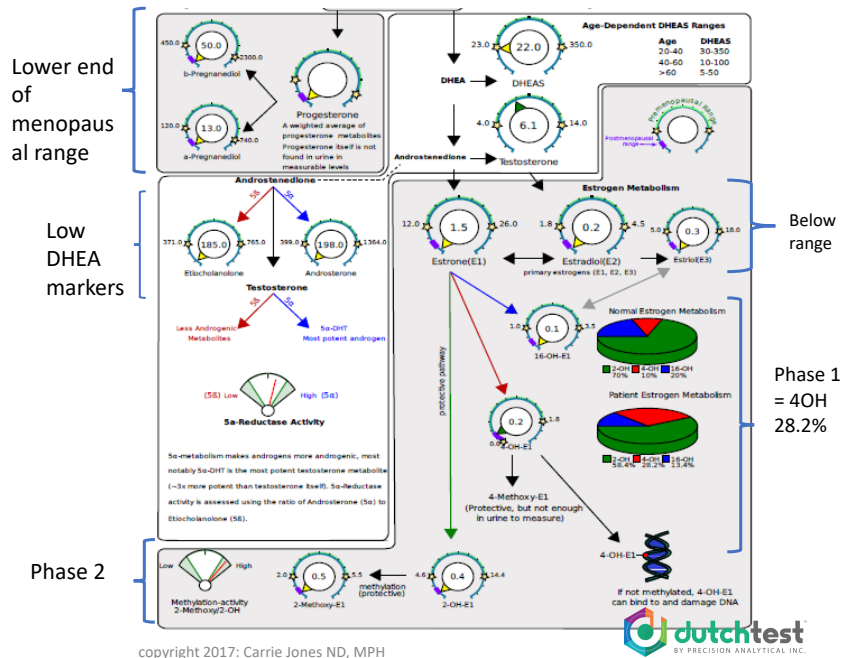 Lower end
of
menopaus
al range
Low
DHEA
markers
Phase 2
450.0
50.0
2300.0
b-Pregnanediol
120.0
13.0
740.0
a-Pregnanediol
Progesterone
A weighted average of
progesterone metabolites
Progesterone itself is not
found in urine in
measurable levels
DHEA
23.0
22.0
350.0
DHEAS
Age-Dependent DHEAS Ranges
Age DHEAS
20-40 30-350
40-60 10-100
>60 5-50
4.0
6.1
14.0
Testosterone
Androstenedione
Premenopausal Range
Postmenopausal
range
Androstenedione
5ß
5α
371.0
185.0
765.0
Etiocholanolone
399.0
198.0
1364.0
Androsterone
Testosterone
5ß
5α
Less Androgenic
Metabolites
5α-DHT
Most potent androgen
(5ß) Low
High (5α)
5a-Reductase Activity
5α-metabolism makes androgens more androgenic, most
notably 5α-DHT is the most potent testosterone metabolite
(~3x more potent than testosterone itself). 5α-Reductase
activity is assessed using the ratio of Androsterone (5α) to
Etiocholanolone (5ß).
Estrogen Metabolism
12.0
1.5
26.0
Estrone(E1)
1.8
0.2
4.5
Estradiol(E2)
5.0
0.3
18.0
Estriol(E3)
primary estrogens (E1, E2, E3)
Below
range
1.0
0.1
3.5
16-OH-E1
protective pathway
0.2
1.8
0.0
4-OH-E1
4-Methoxy-E1
(Protective, but not enough
in urine to measure)
Normal Estrogen Metabolism
2-OH 4-OH 16-OH
70% 10% 20%
Patient Estrogen Metabolism
2-OH 4-OH 16-OH
58.4% 28.2% 13.4%
Phase 1
= 4OH
28.2%
4-OH-E1
If not methylated, 4-OH-E1
can bind to and damage DNA
Low
High
Methylation-activity
2-Methoxy/2-OH
2.0
0.5
5.5
2-Methoxy-E1
methylation
(protective)
4.6
0.4
14.4
2-OH-E1
dutchtest
BY PRECISION ANALYTICAL INC.
copyright 2017: Carrie Jones ND, MPH